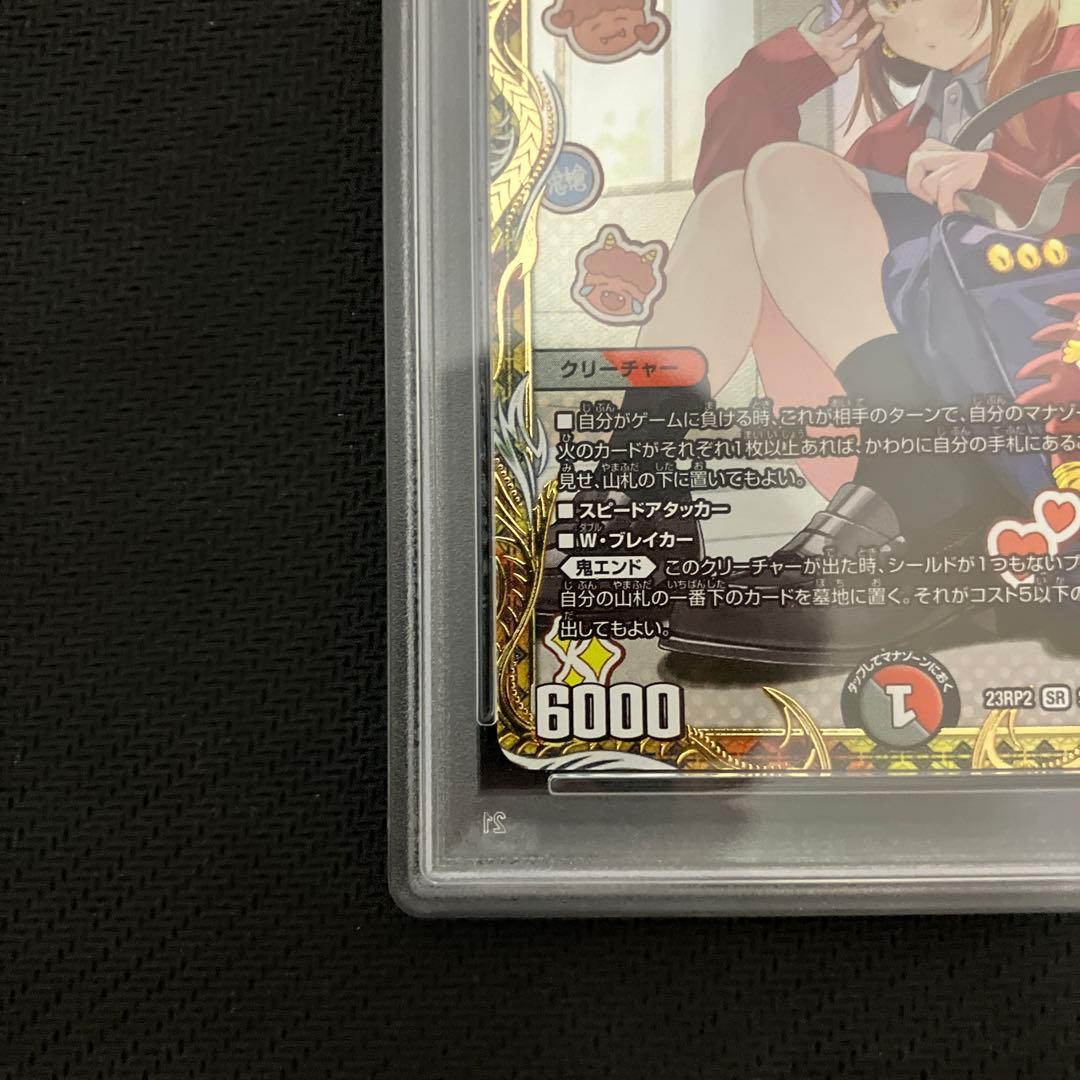 クリーチャー
■自分がゲームに負ける時、これが相手のターンで、自分のマナゾー
火のカードがそれぞれ1枚以上あれば、かわりに自分の手札にある
見せ、山札の下に置いてもよい。
■スピードアタッカー
■W・ブレイカー
鬼エンド このクリーチャーが出た時、シールドが1つもないプ
自分の山札の一番下のカードを墓地に置く。それがコスト5以下の
出してもよい。
6000
タップしてマナゾーンにおく
1
23RP2 SR
21